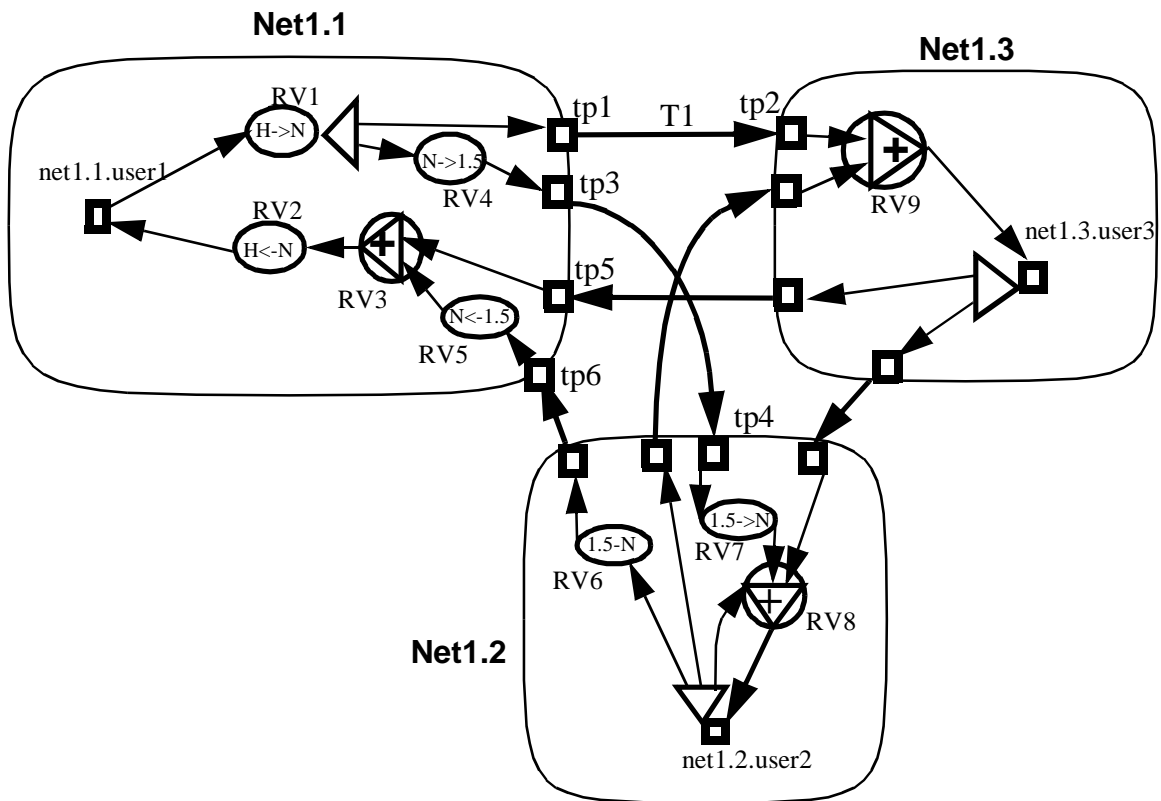 Net1.1
Net1.3
RV1
tp1
T1
tp2
H->N
+
net1.1.user1
N->1.5
RV4
tp3
RV9
RV2
H<-N
+
RV3
tp5
net1.3.user3
N<-1.5
RV5
tp6
tp4
1.5->N
RV7
1.5-N
RV6
+
RV8
Net1.2
net1.2.user2